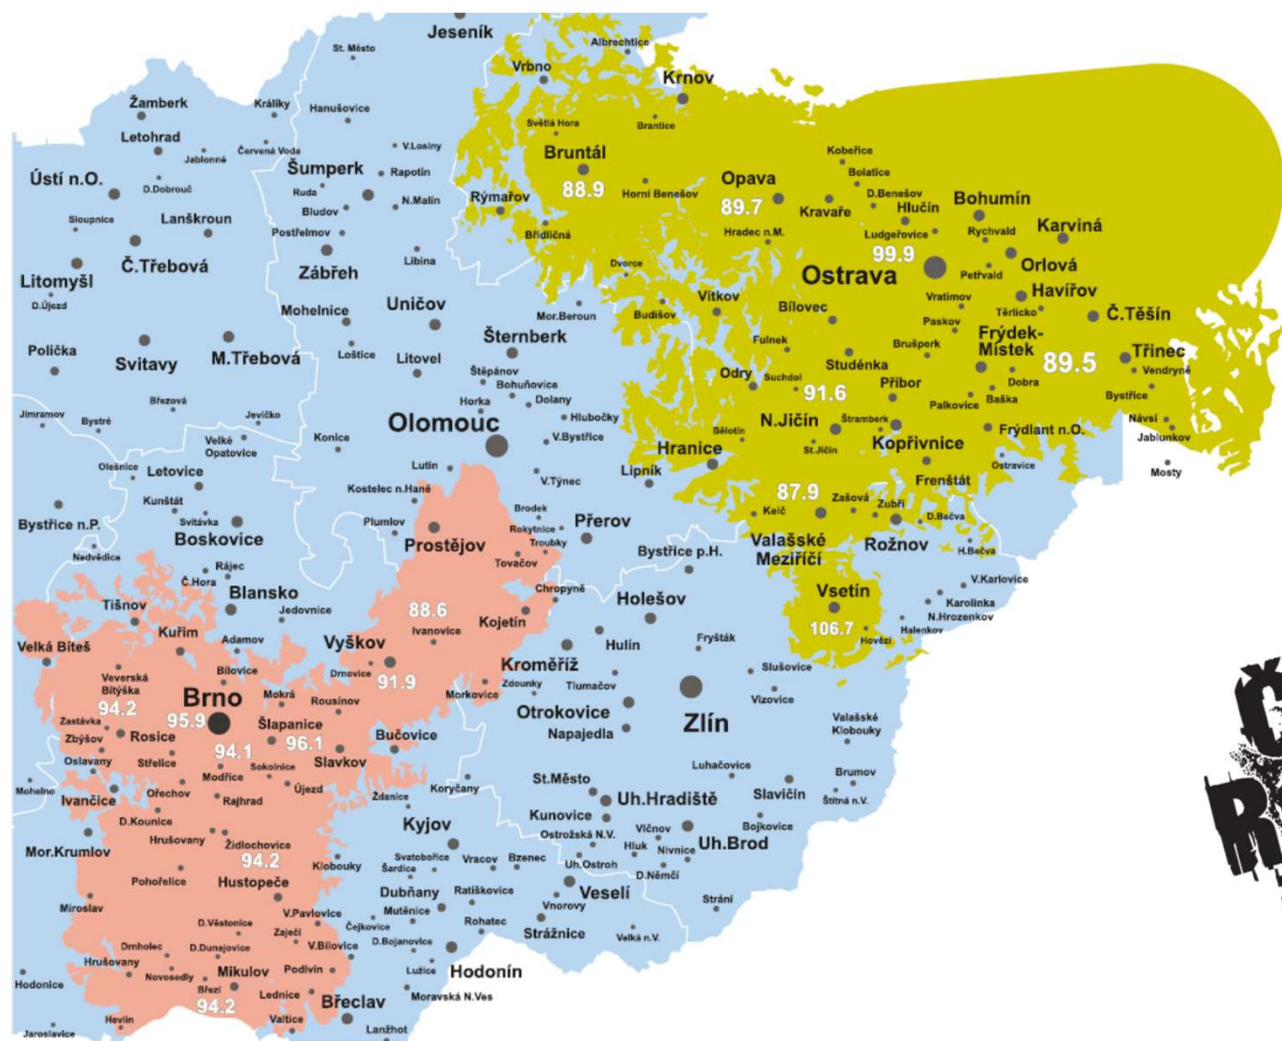 Jeseník
St. Město
Albrechtice
Vrbno
Krnov
Žamberk
Králíky
Hanušovice
Světlá Hora
Brantice
Letohrad
Jablonné
Červená Voda
V.Losiny
Bruntál
Kobeřice
Šumperk
Rapotín
88.9
Horní Benešov
Opava
Bolatice
Ústí n.O.
D.Dobrouč
Ruda
N.Malín
Rýmařov
89.7
Kravaře
D.Benešov
Hlučín
Bohumín
Sloupnice
Lanškroun
Bludov
Břidličná
Hradec n.M.
Ludgeřovice
Rychvald
Karviná
Postřelmov
Č.Třebová
Zábřeh
Libina
Dvorce
Ostrava
99.9
Petřvald
Orlová
Litomyšl
D.Újezd
Mohelnice
Uničov
Mor.Beroun
Budišov
Vítkov
Bílovec
Vratimov
Havířov
Těrlicko
Č.Těšín
Polička
Svitavy
M.Třebová
Loštice
Litovel
Šternberk
Fulnek
Paskov
Brušperk
Frýdek-
Místek
89.5
Třinec
Štěpánov
Bohuňovice
Odry
Suchdol
Studénka
Příbor
Dobra
Vendryně
Bystřice
Jimramov
Březová
Bystré
Jevíčko
Horka
Dolany
91.6
Palkovice
Baška
Olomouc
Hlubočky
Bělotín
N.Jičín
Štramberk
Návsí
Velké
Opatovice
Konice
V.Bystřice
Hranice
St.Jičín
Kopřivnice
Frýdlant n.O.
Jablunkov
Olešnice
Letovice
Lutín
V.Týnec
Lipník
Ostravice
Mosty
Kunštát
Kostelec n.Hané
87.9
Frenštát
Bystřice n.P.
Svitávka
Boskovice
Plumlov
Prostějov
Brodek
Rokytnice
Přerov
Kelč
Zašová
Zubří
D.Bečva
Nedvědice
Troubky
Bystřice p.H.
Valašské
Meziříčí
Rožnov
H.Bečva
Rájec
Č.Hora
Tovačov
Blansko
Chropyně
Vsetín
V.Karlovice
Tišnov
Jedovnice
88.6
Holešov
Karolinka
Kuřim
Kojetín
N.Hrozenkov
Velká Bíteš
Adamov
Vyškov
Ivanovice
Hulín
Fryšták
106.7
Hovězí
Halenkov
Bílovice
Drnovice
Kroměříž
Veverská
Bítýška
Brno
Mokrá
91.9
Morkovice
Zdounky
Tlumačov
Slušovice
94.2
95.9
Rousínov
Otrokovice
Zlín
Vizovice
Zastávka
Rosice
Šlapanice
96.1
Bučovice
Napajedla
Valašské
Klobouky
Zbýšov
94.1
Slavkov
Oslavany
Střelice
Modřice
Sokolnice
Luhačovice
Mohelno
Újezd
Koryčany
St.Město
Brumov
Ivančice
Ořechov
Rajhrad
Ždánice
Uh.Hradiště
Slavičín
Štítná n.V.
D.Kounice
Kyjov
Kunovice
Bojkovice
Mor.Krumlov
Hrušovany
Židlochovice
Ostrožská N.V.
Vlčnov
Uh.Brod
94.2
Klobouky
Svatobořice
Vracov
Bzenec
Hluk
Nivnice
Pohořelice
Šardice
Uh.Ostroh
D.Němčí
Hustopeče
Dubňany
Ratíškovice
Veselí
Miroslav
V.Pavlovice
Mutěnice
Vnorovy
Strání
D.Věstonice
Čejkovice
Rohatec
Strážnice
Zaječí
D.Bojanovice
Velká n.V.
Drnholec
D.Dunajovice
V.Bílovice
Hrušovany
Novosedly
Mikulov
Podivín
Lužice
Hodonín
Hodonice
Březí
Lednice
Břeclav
Moravská N.Ves
94.2
Hevlín
Valtice
Lanžhot
Jaroslavice